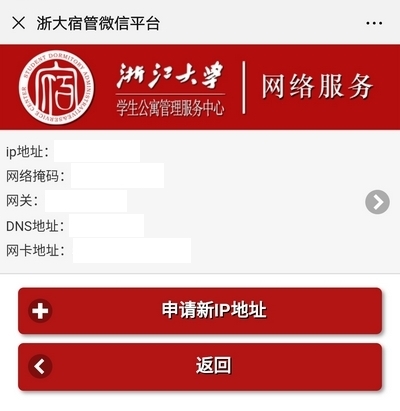 浙大宿管微信平台
STUDENT DORMITORY ADMINISTRATIVE SERVICE CENTER
宿
浙江大学
学生公寓管理服务中心
网络服务
ip地址:
网络掩码:
网关:
DNS地址:
网卡地址:
申请新IP地址
返回